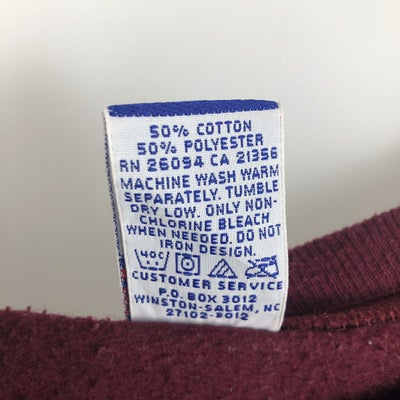 50% COTTON
50% POLYESTER
RN 26094 CA 21356
MACHINE WASH WARM
SEPARATELY. TUMBLE
DRY LOW. ONLY NON-
CHLORINE BLEACH
WHEN NEEDED. DO NOT
IRON DESIGN.
40C
CUSTOMER SERVICE
P.O. BOX 3012
WINSTON-SALEM, NC
27102-3012